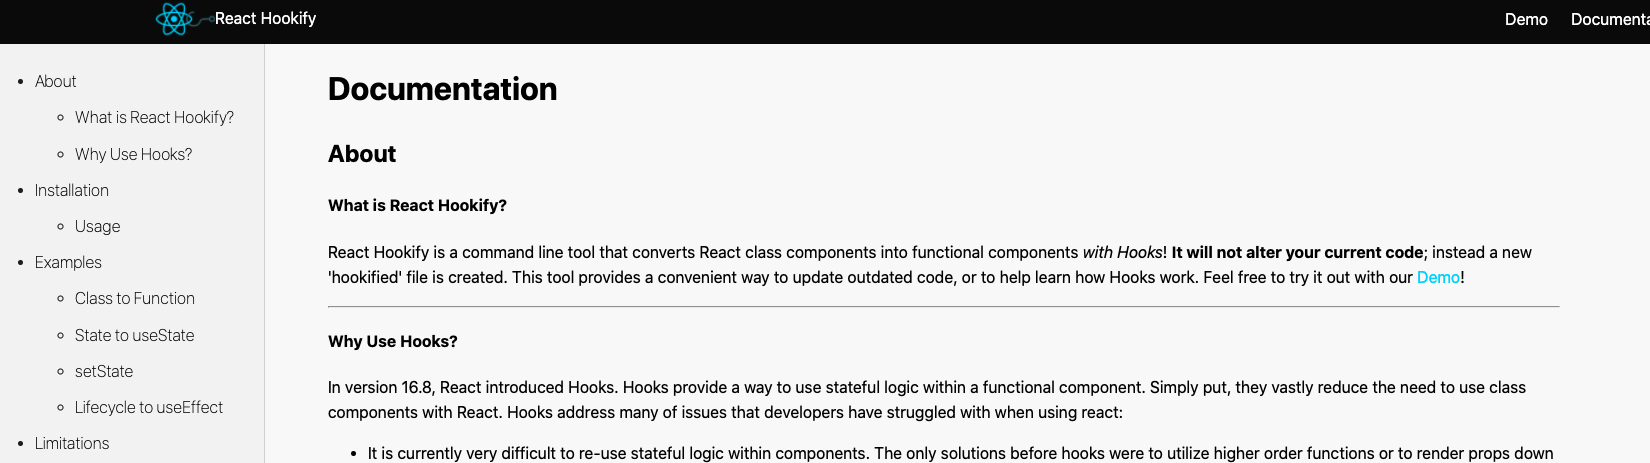 React Hookify
Demo
Documenta
About
What is React Hookify?
Why Use Hooks?
Installation
Usage
Examples
Class to Function
State to useState
setState
Lifecycle to useEffect
Limitations
Documentation
About
What is React Hookify?
React Hookify is a command line tool that converts React class components into functional components with Hooks! It will not alter your current code; instead a new
'hookified' file is created. This tool provides a convenient way to update outdated code, or to help learn how Hooks work. Feel free to try it out with our Demo!
Why Use Hooks?
In version 16.8, React introduced Hooks. Hooks provide a way to use stateful logic within a functional component. Simply put, they vastly reduce the need to use class
components with React. Hooks address many of issues that developers have struggled with when using react:
It is currently very difficult to re-use stateful logic within components. The only solutions before hooks were to utilize higher order functions or to render props down